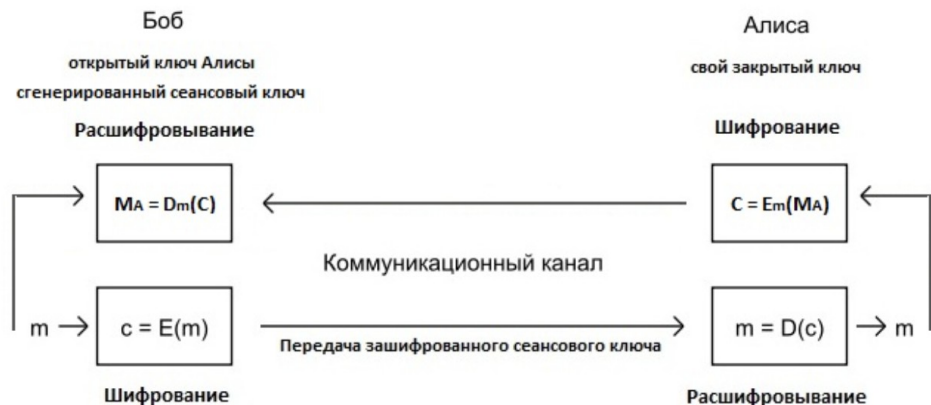 Боб
открытый ключ Алисы
сгенерированный сеансовый ключ
Расшифровывание
Алиса
свой закрытый ключ
Шифрование
MA = Dm(C)
C = Em(MA)
Коммуникационный канал
m
c = E(m)
Передача зашифрованного сеансового ключа
m = D(c)
m
Шифрование
Расшифровывание